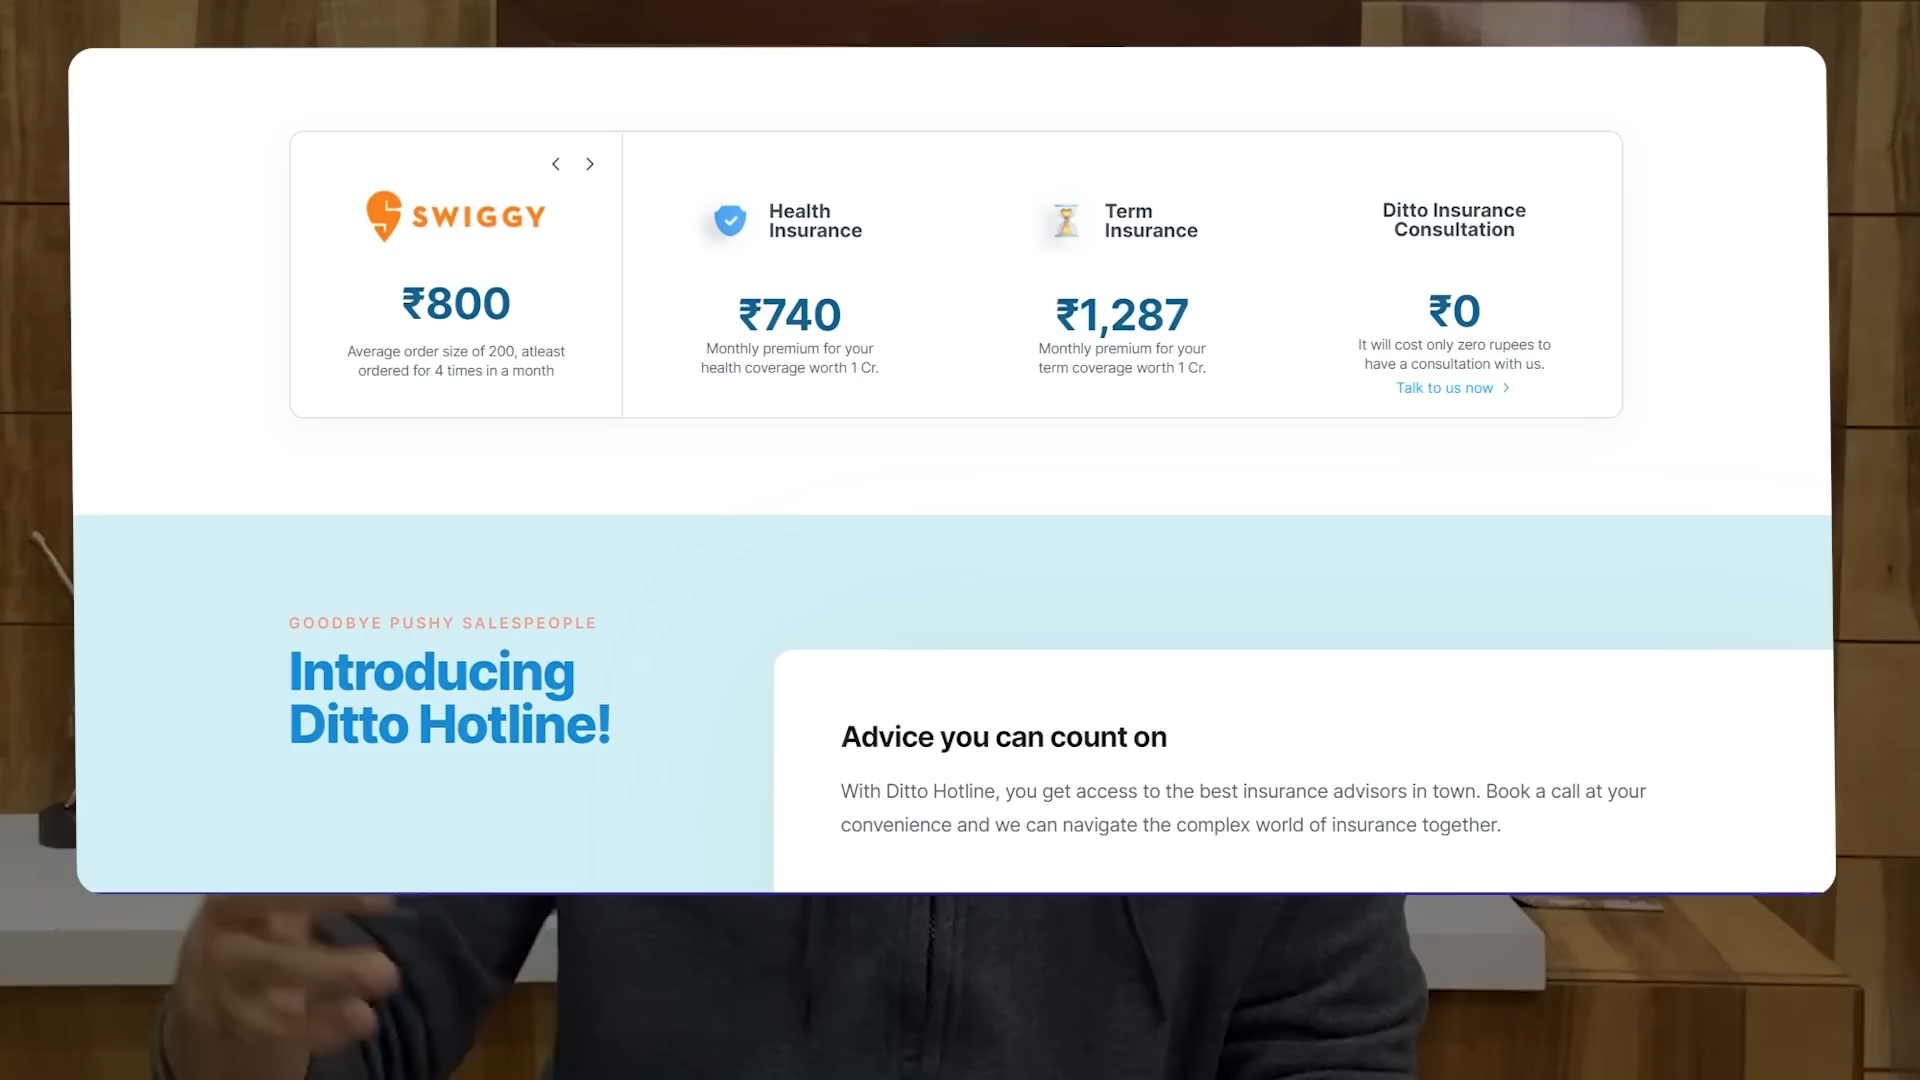 SWIGGY
₹800
Average order size of 200, atleast
ordered for 4 times in a month
Health
Insurance
₹740
Monthly premium for your
health coverage worth 1 Cr.
Term
Insurance
₹1,287
Monthly premium for your
term coverage worth 1 Cr.
Ditto Insurance
Consultation
₹0
It will cost only zero rupees to
have a consultation with us.
Talk to us now
GOODBYE PUSHY SALESPEOPLE
Introducing
Ditto Hotline!
Advice you can count on
With Ditto Hotline, you get access to the best insurance advisors in town. Book a call at your
convenience and we can navigate the complex world of insurance together.